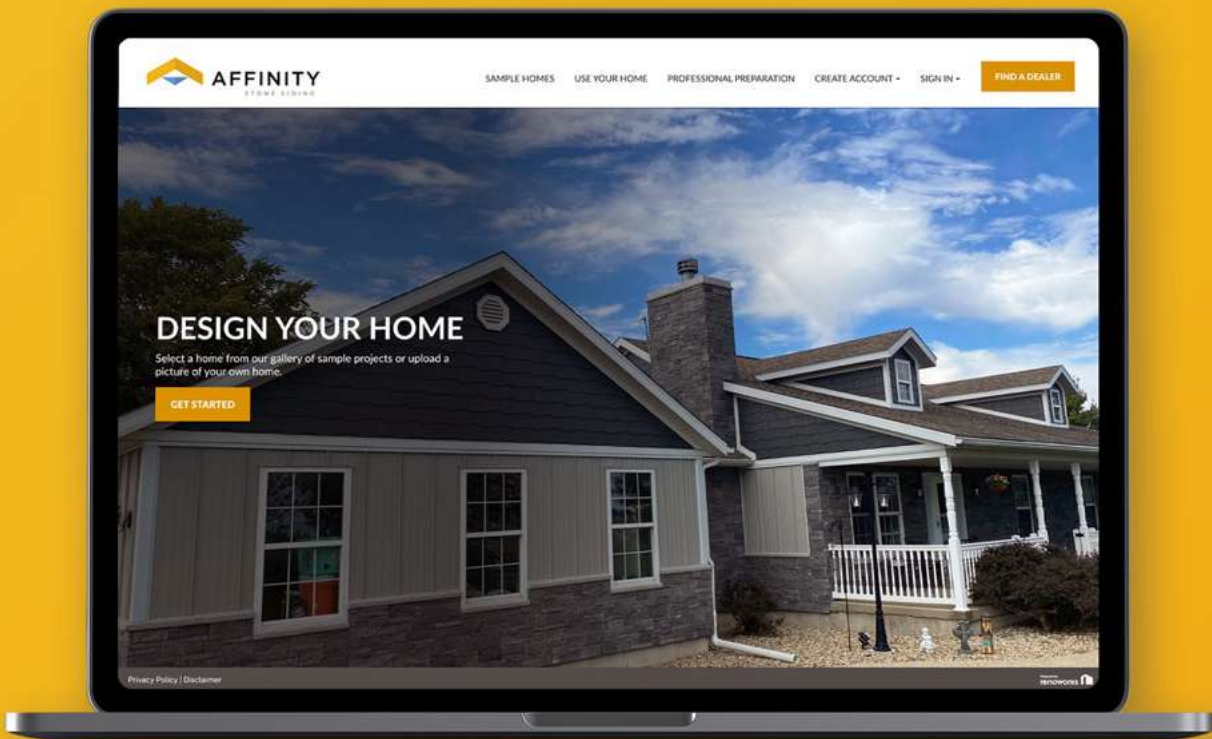 AFFINITY
STONE SIDING
SAMPLE HOMES
USE YOUR HOME
PROFESSIONAL PREPARATION
CREATE ACCOUNT
SIGN IN
FIND A DEALER
DESIGN YOUR HOME
Select a home from our gallery of sample projects or upload a
picture of your own home.
GET STARTED
Privacy Policy | Disclaimer
renoworks